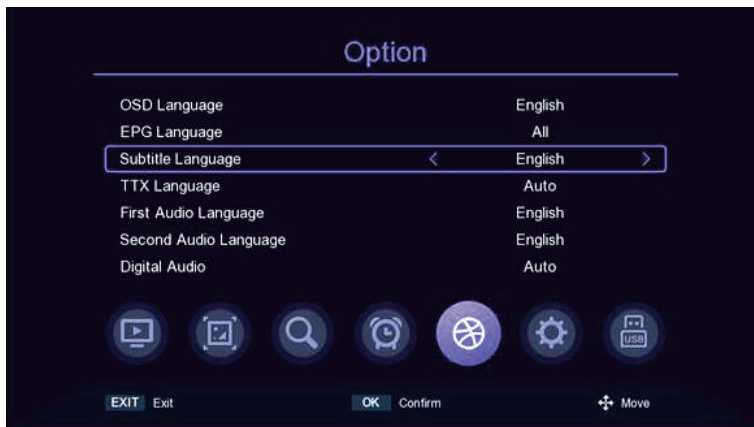 Option
OSD Language English
EPG Language All
Subtitle Language < English >
TTX Language Auto
First Audio Language English
Second Audio Language English
Digital Audio Auto
USB
EXIT Exit OK Confirm Move